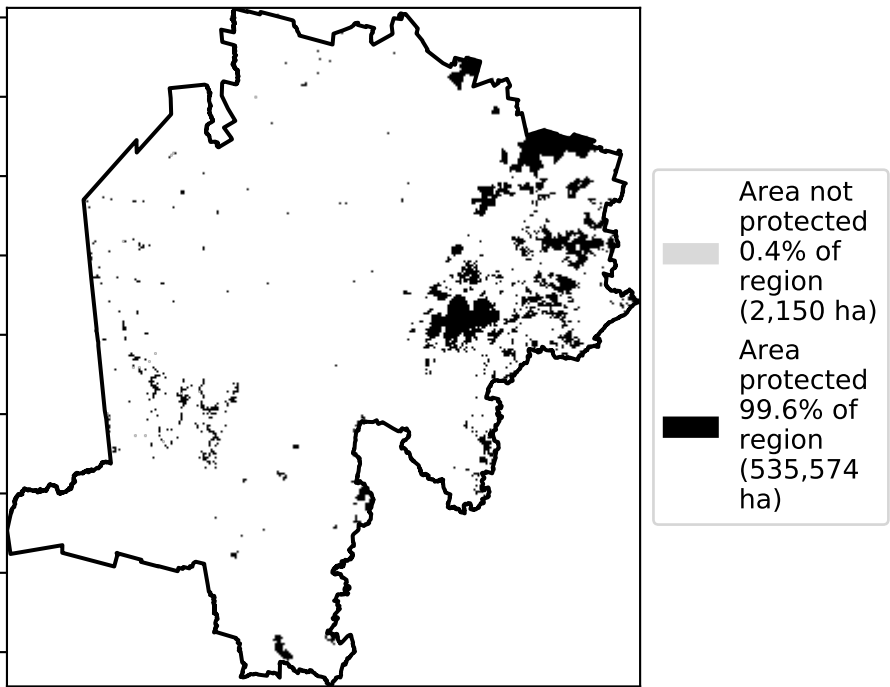 Area not
protected
0.4% of
region
(2,150 ha)
Area
protected
99.6% of
region
(535,574
ha)